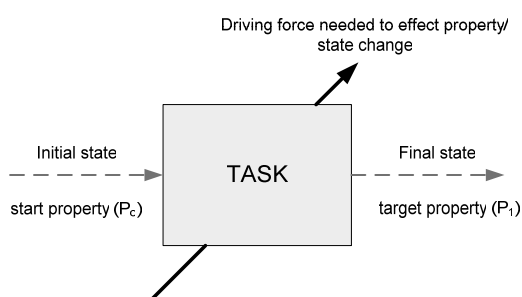 Driving force needed to effect property/
state change
Initial state
Final state
TASK
start property (Pc)
target property (P1)